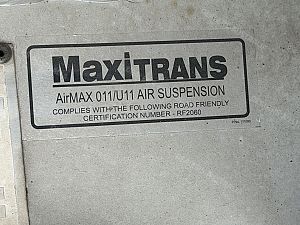 MaxiTRANS
AirMAX 011/U11 AIR SUSPENSION
COMPLIES WITH THE FOLLOWING ROAD FRIENDLY
CERTIFICATION NUMBER - RF2060